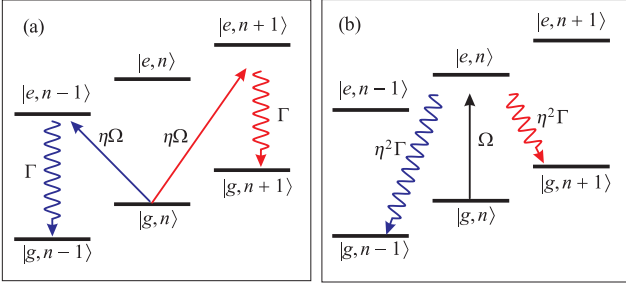 (a)
|e, n + 1⟩
|e, n⟩
|e, n − 1⟩
ηΩ
ηΩ
Γ
Γ
|g, n + 1⟩
|g, n⟩
|g, n − 1⟩
(b)
|e, n + 1⟩
|e, n⟩
|e, n − 1⟩
η²Γ
Ω
η²Γ
|g, n + 1⟩
|g, n⟩
|g, n − 1⟩